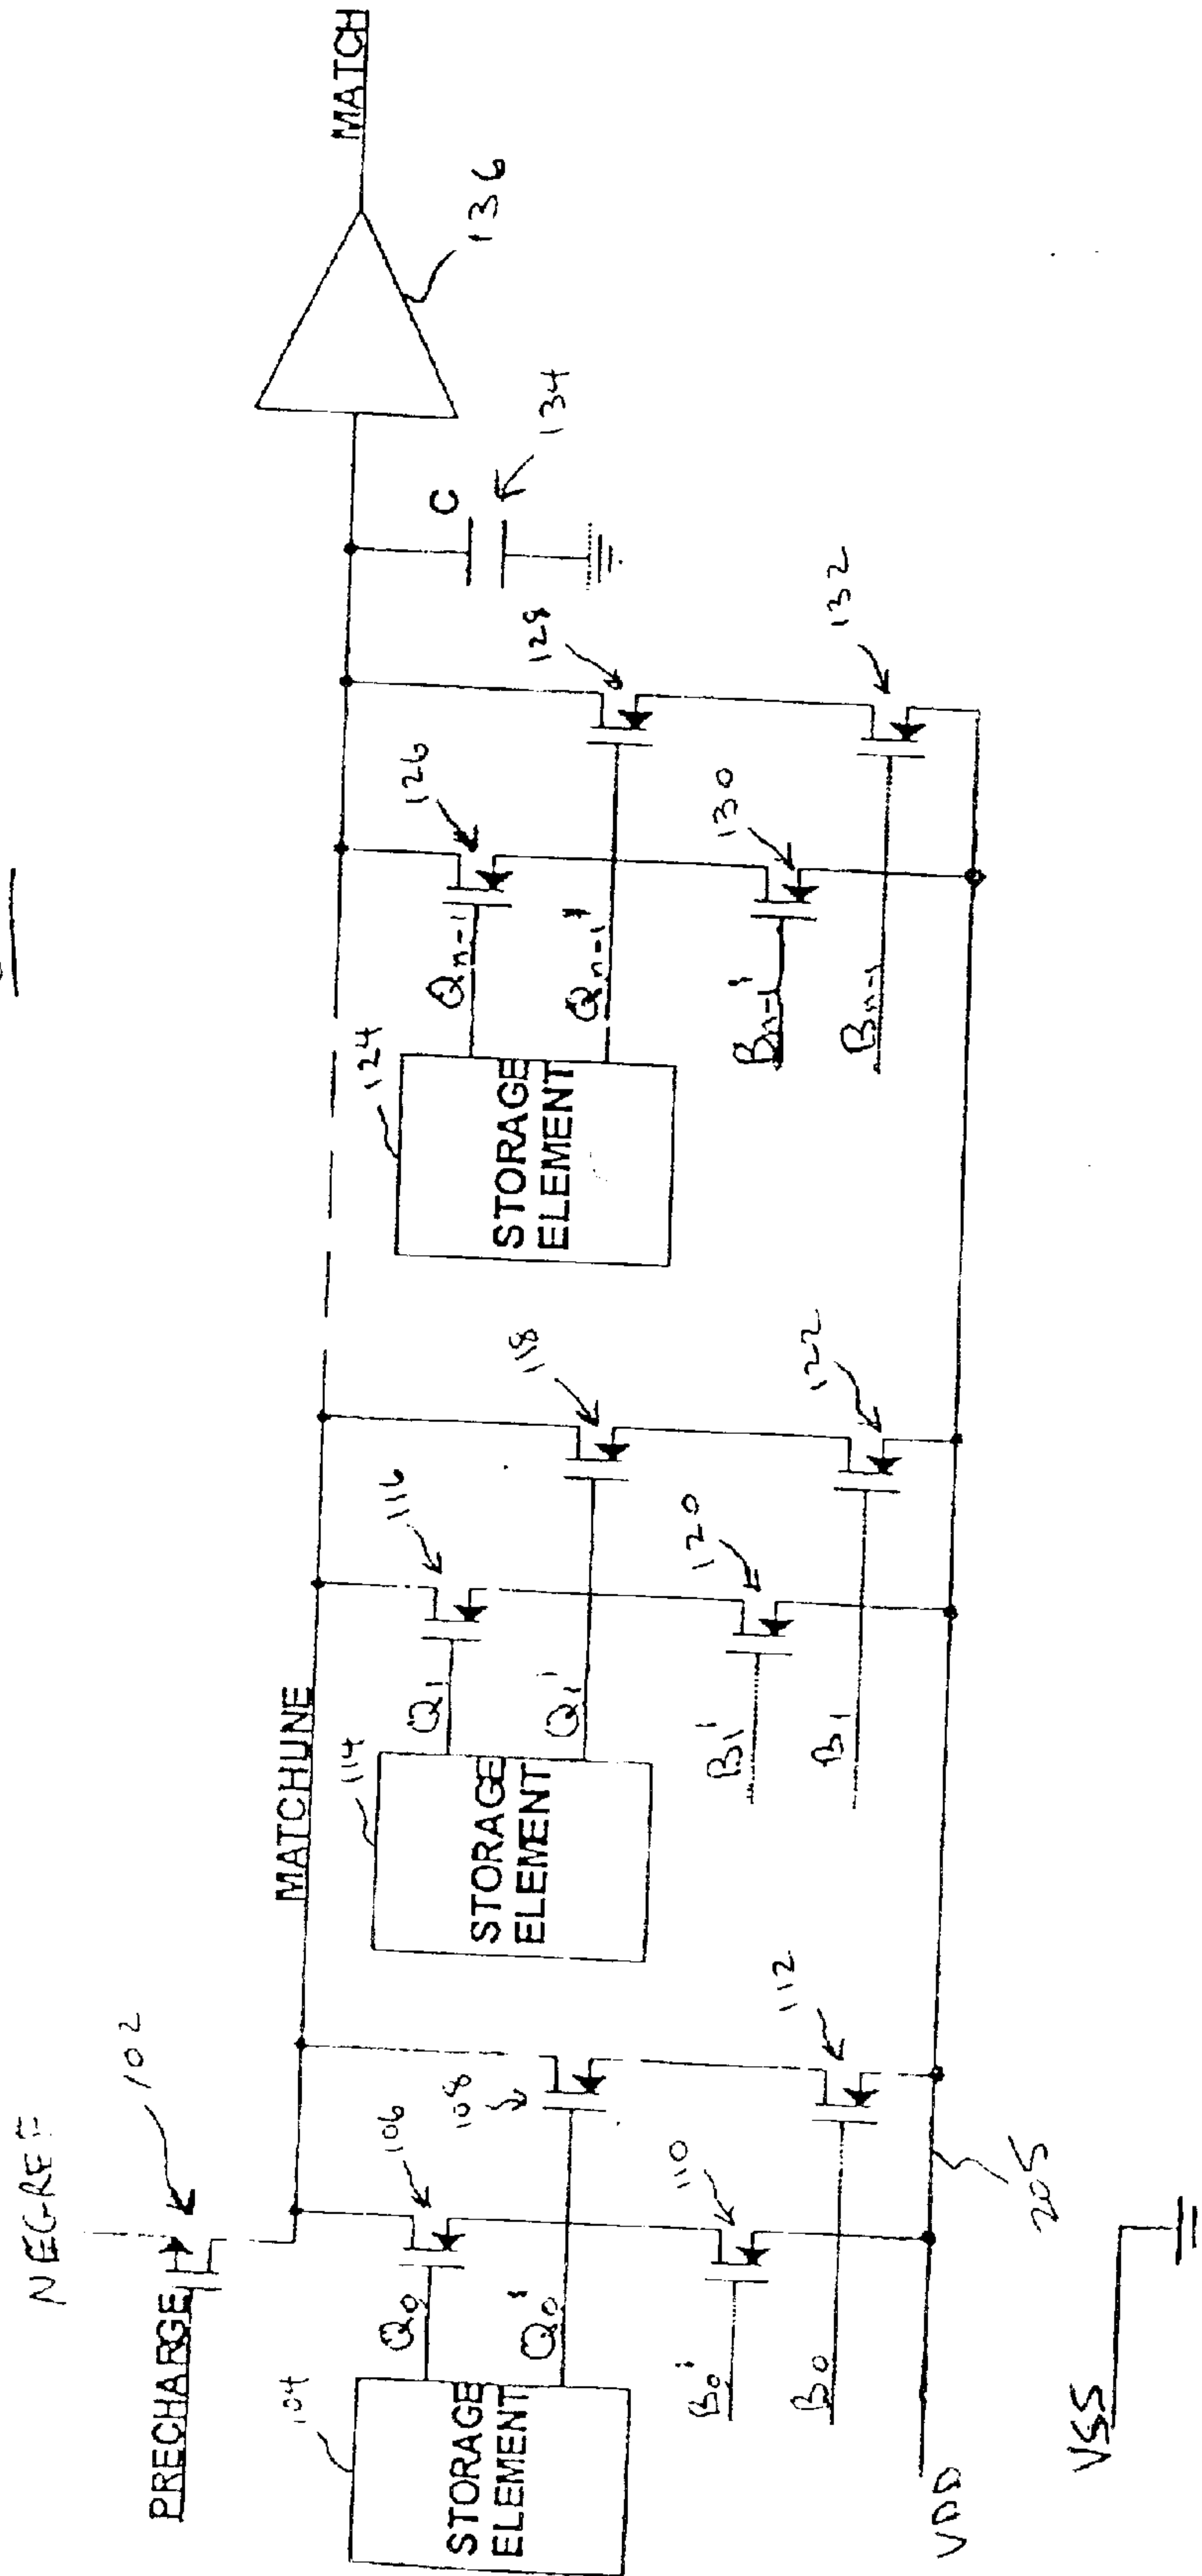 NEGREF
PRECHARGE
102
MATCHUNE
MATCH
136
C
134
104
STORAGE
ELEMENT
Q0
Q0'
106
108
110
112
B0'
B0
114
STORAGE
ELEMENT
Q1
Q1'
116
118
120
122
B1'
B1
124
STORAGE
ELEMENT
Qn-1
Qn-1'
126
128
130
132
Bn-1'
Bn-1
VDD
205
VSS